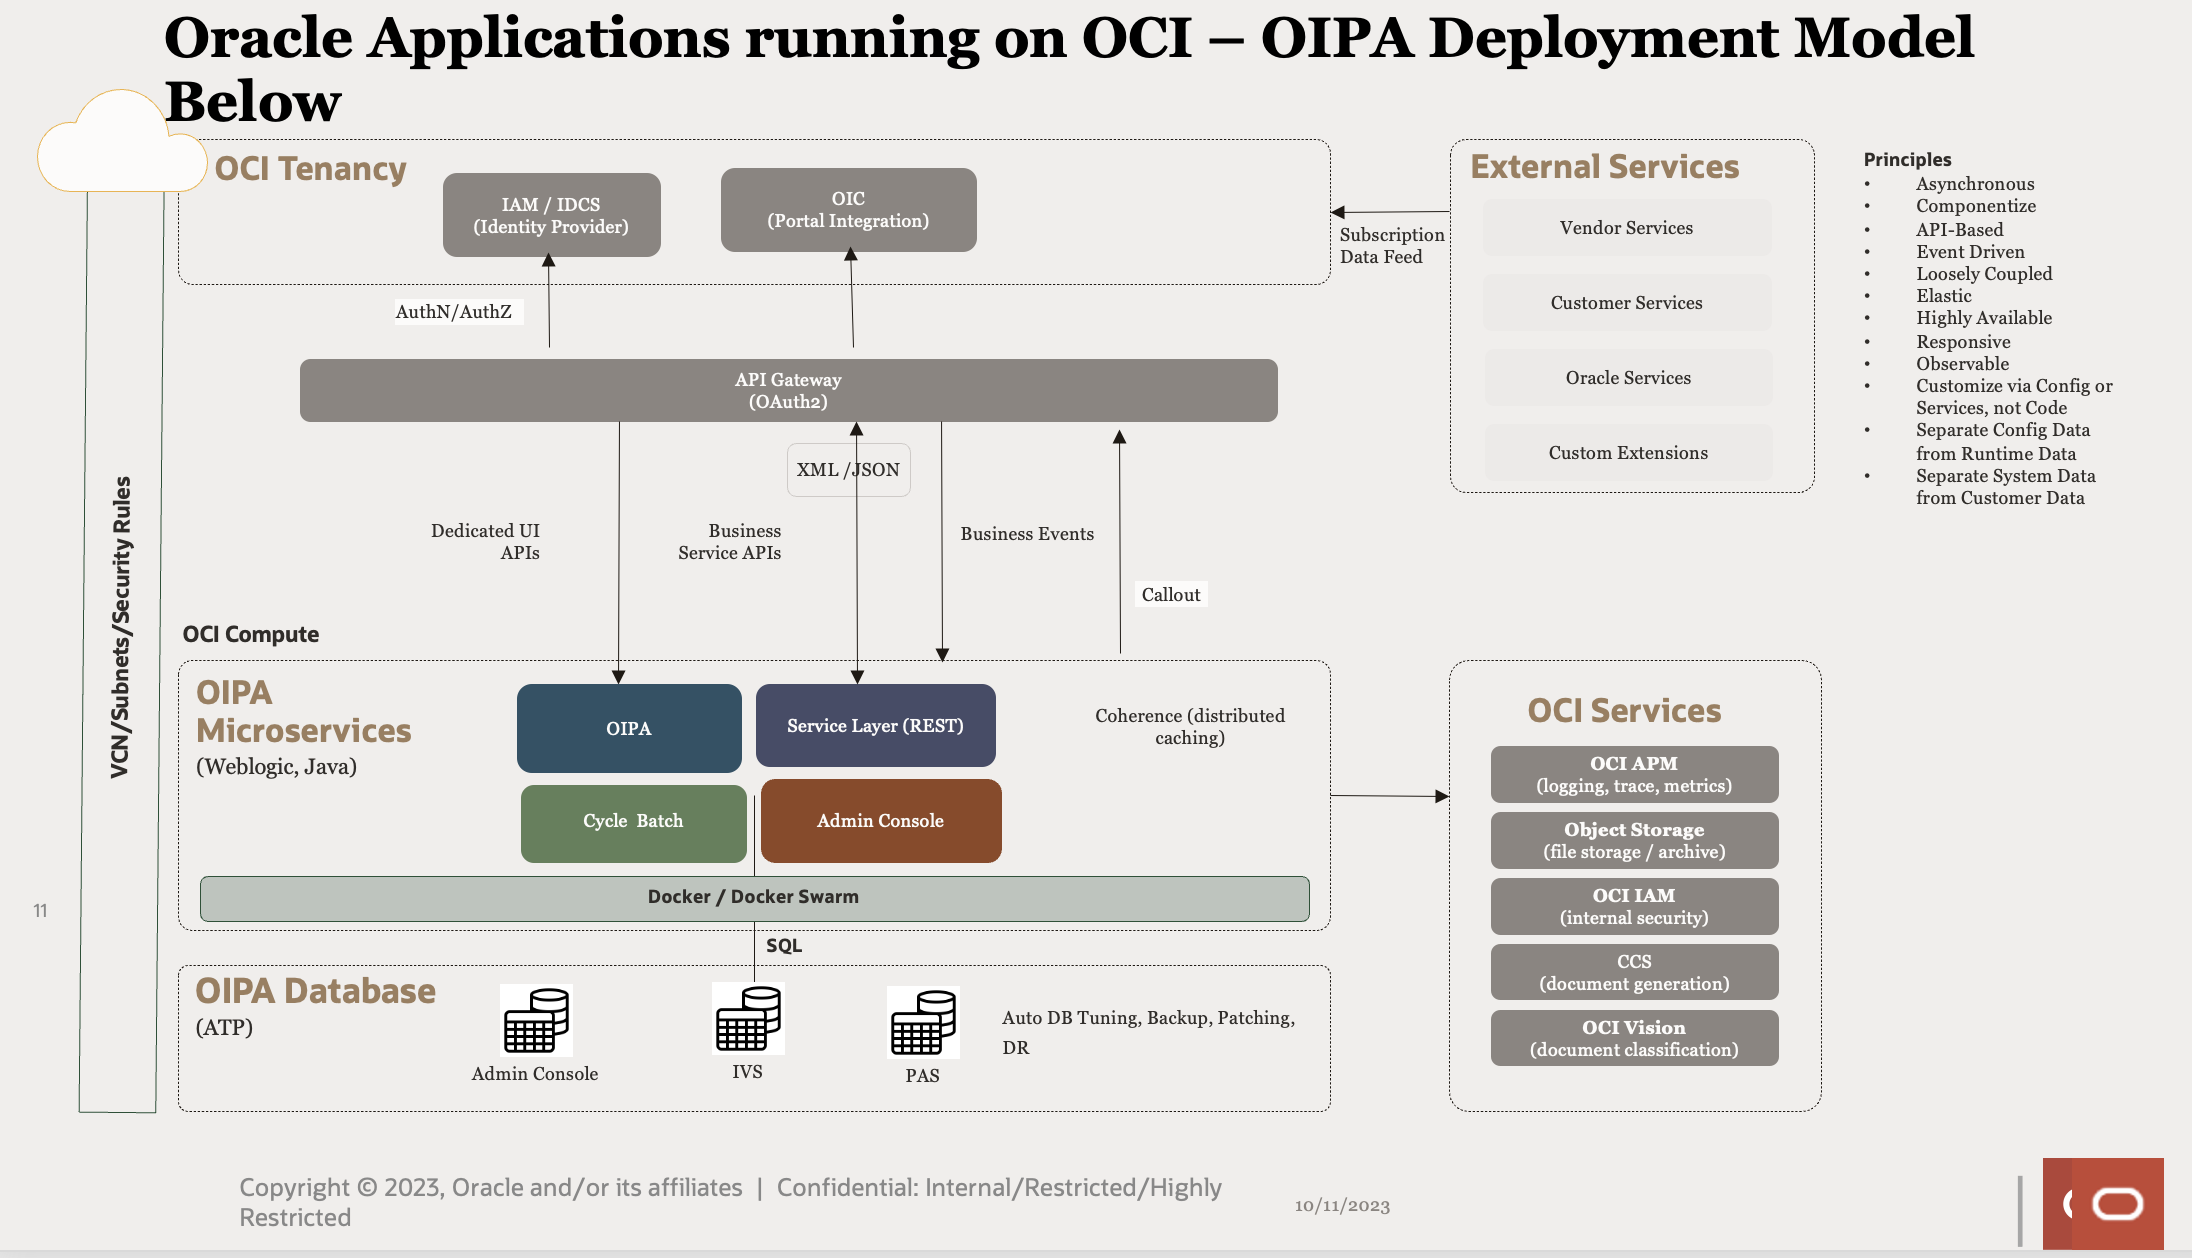 Oracle Applications running on OCI – OIPA Deployment Model
Below
OCI Tenancy
IAM / IDCS
(Identity Provider)
OIC
(Portal Integration)
Subscription
Data Feed
External Services
Vendor Services
Customer Services
Oracle Services
Custom Extensions
Principles
• Asynchronous
• Componentize
• API-Based
• Event Driven
• Loosely Coupled
• Elastic
• Highly Available
• Responsive
• Observable
• Customize via Config or
Services, not Code
• Separate Config Data
from Runtime Data
• Separate System Data
from Customer Data
AuthN/AuthZ
API Gateway
(OAuth2)
XML /JSON
Dedicated UI
APIs
Business
Service APIs
Business Events
Callout
VCN/Subnets/Security Rules
OCI Compute
OIPA
Microservices
(Weblogic, Java)
OIPA
Service Layer (REST)
Coherence (distributed
caching)
Cycle Batch
Admin Console
Docker / Docker Swarm
SQL
OIPA Database
(ATP)
Admin Console
IVS
PAS
Auto DB Tuning, Backup, Patching,
DR
OCI Services
OCI APM
(logging, trace, metrics)
Object Storage
(file storage / archive)
OCI IAM
(internal security)
CCS
(document generation)
OCI Vision
(document classification)
11
Copyright © 2023, Oracle and/or its affiliates | Confidential: Internal/Restricted/Highly
Restricted
10/11/2023